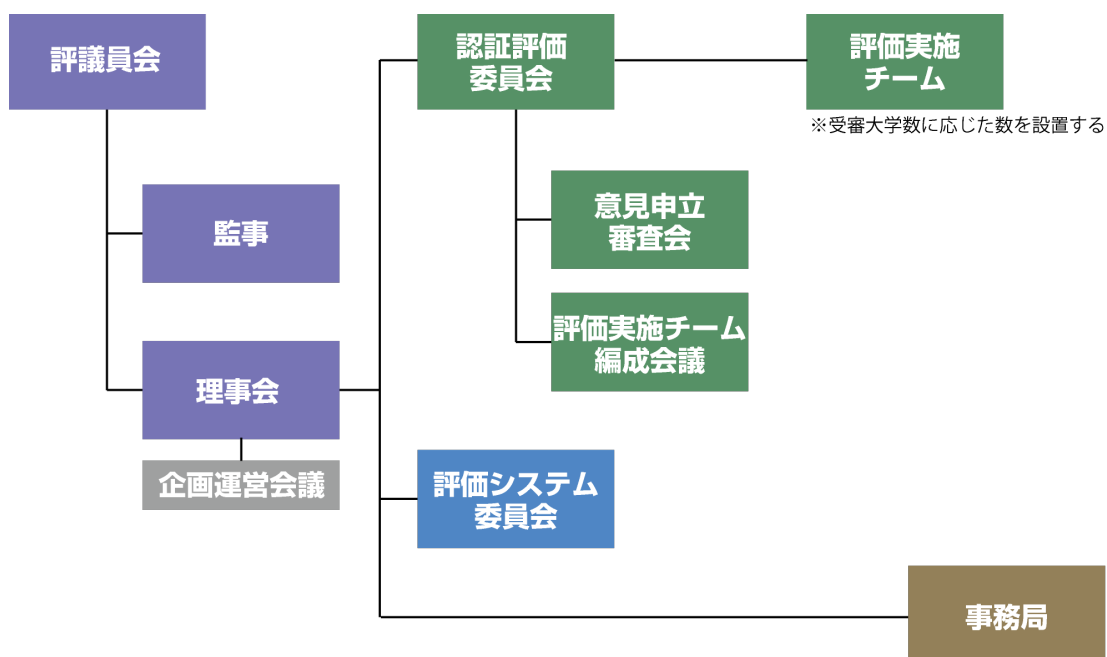 評議員会
認証評価
委員会
評価実施
チーム
※受審大学数に応じた数を設置する
監事
意見申立
審査会
評価実施チーム
編成会議
理事会
企画運営会議
評価システム
委員会
事務局